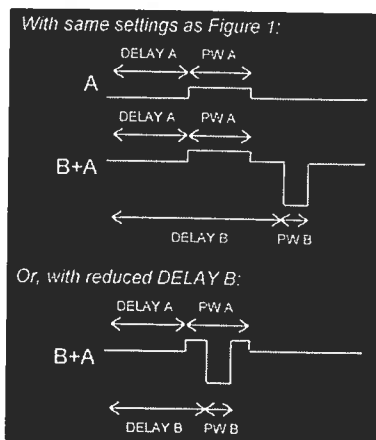 With same settings as Figure 1:
DELAY A PW A
A
DELAY A PW A
B+A
DELAY B PW B
Or, with reduced DELAY B:
DELAY A PW A
B+A
DELAY B PW B